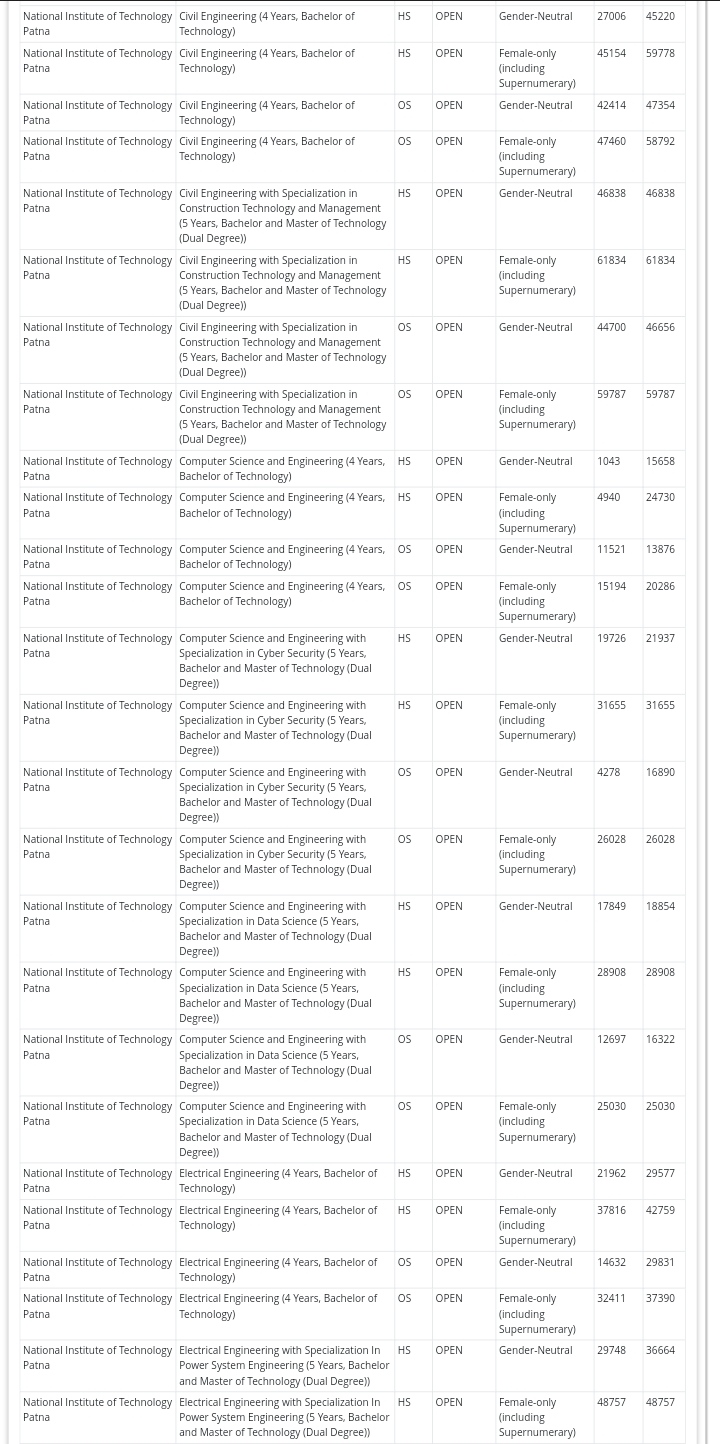 National Institute of Technology Patna | Civil Engineering (4 Years, Bachelor of Technology) | HS | OPEN | Gender-Neutral | 27006 | 45220
National Institute of Technology Patna | Civil Engineering (4 Years, Bachelor of Technology) | HS | OPEN | Female-only (including Supernumerary) | 45154 | 59778
National Institute of Technology Patna | Civil Engineering (4 Years, Bachelor of Technology) | OS | OPEN | Gender-Neutral | 42414 | 47354
National Institute of Technology Patna | Civil Engineering (4 Years, Bachelor of Technology) | OS | OPEN | Female-only (including Supernumerary) | 47460 | 58792
National Institute of Technology Patna | Civil Engineering with Specialization in Construction Technology and Management (5 Years, Bachelor and Master of Technology (Dual Degree)) | HS | OPEN | Gender-Neutral | 46838 | 46838
National Institute of Technology Patna | Civil Engineering with Specialization in Construction Technology and Management (5 Years, Bachelor and Master of Technology (Dual Degree)) | HS | OPEN | Female-only (including Supernumerary) | 61834 | 61834
National Institute of Technology Patna | Civil Engineering with Specialization in Construction Technology and Management (5 Years, Bachelor and Master of Technology (Dual Degree)) | OS | OPEN | Gender-Neutral | 44700 | 46656
National Institute of Technology Patna | Civil Engineering with Specialization in Construction Technology and Management (5 Years, Bachelor and Master of Technology (Dual Degree)) | OS | OPEN | Female-only (including Supernumerary) | 59787 | 59787
National Institute of Technology Patna | Computer Science and Engineering (4 Years, Bachelor of Technology) | HS | OPEN | Gender-Neutral | 1043 | 15658
National Institute of Technology Patna | Computer Science and Engineering (4 Years, Bachelor of Technology) | HS | OPEN | Female-only (including Supernumerary) | 4940 | 24730
National Institute of Technology Patna | Computer Science and Engineering (4 Years, Bachelor of Technology) | OS | OPEN | Gender-Neutral | 11521 | 13876
National Institute of Technology Patna | Computer Science and Engineering (4 Years, Bachelor of Technology) | OS | OPEN | Female-only (including Supernumerary) | 15194 | 20286
National Institute of Technology Patna | Computer Science and Engineering with Specialization in Cyber Security (5 Years, Bachelor and Master of Technology (Dual Degree)) | HS | OPEN | Gender-Neutral | 19726 | 21937
National Institute of Technology Patna | Computer Science and Engineering with Specialization in Cyber Security (5 Years, Bachelor and Master of Technology (Dual Degree)) | HS | OPEN | Female-only (including Supernumerary) | 31655 | 31655
National Institute of Technology Patna | Computer Science and Engineering with Specialization in Cyber Security (5 Years, Bachelor and Master of Technology (Dual Degree)) | OS | OPEN | Gender-Neutral | 4278 | 16890
National Institute of Technology Patna | Computer Science and Engineering with Specialization in Cyber Security (5 Years, Bachelor and Master of Technology (Dual Degree)) | OS | OPEN | Female-only (including Supernumerary) | 26028 | 26028
National Institute of Technology Patna | Computer Science and Engineering with Specialization in Data Science (5 Years, Bachelor and Master of Technology (Dual Degree)) | HS | OPEN | Gender-Neutral | 17849 | 18854
National Institute of Technology Patna | Computer Science and Engineering with Specialization in Data Science (5 Years, Bachelor and Master of Technology (Dual Degree)) | HS | OPEN | Female-only (including Supernumerary) | 28908 | 28908
National Institute of Technology Patna | Computer Science and Engineering with Specialization in Data Science (5 Years, Bachelor and Master of Technology (Dual Degree)) | OS | OPEN | Gender-Neutral | 12697 | 16322
National Institute of Technology Patna | Computer Science and Engineering with Specialization in Data Science (5 Years, Bachelor and Master of Technology (Dual Degree)) | OS | OPEN | Female-only (including Supernumerary) | 25030 | 25030
National Institute of Technology Patna | Electrical Engineering (4 Years, Bachelor of Technology) | HS | OPEN | Gender-Neutral | 21962 | 29577
National Institute of Technology Patna | Electrical Engineering (4 Years, Bachelor of Technology) | HS | OPEN | Female-only (including Supernumerary) | 37816 | 42759
National Institute of Technology Patna | Electrical Engineering (4 Years, Bachelor of Technology) | OS | OPEN | Gender-Neutral | 14632 | 29831
National Institute of Technology Patna | Electrical Engineering (4 Years, Bachelor of Technology) | OS | OPEN | Female-only (including Supernumerary) | 32411 | 37390
National Institute of Technology Patna | Electrical Engineering with Specialization In Power System Engineering (5 Years, Bachelor and Master of Technology (Dual Degree)) | HS | OPEN | Gender-Neutral | 29748 | 36664
National Institute of Technology Patna | Electrical Engineering with Specialization In Power System Engineering (5 Years, Bachelor and Master of Technology (Dual Degree)) | HS | OPEN | Female-only (including Supernumerary) | 48757 | 48757